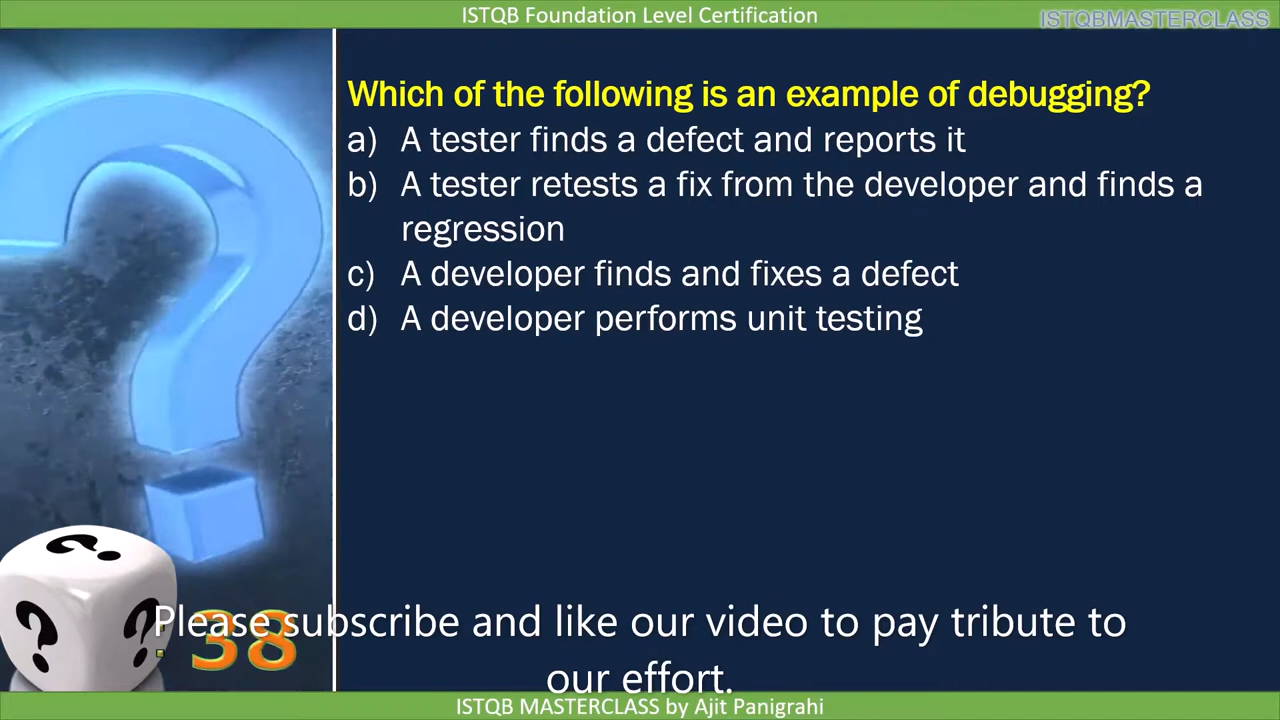 ISTQB Foundation Level Certification
ISTQBMASTERCLASS
Which of the following is an example of debugging?
a) A tester finds a defect and reports it
b) A tester retests a fix from the developer and finds a
regression
c) A developer finds and fixes a defect
d) A developer performs unit testing
: 38
Please subscribe and like our video to pay tribute to
our effort.
ISTQB MASTERCLASS by Ajit Panigrahi